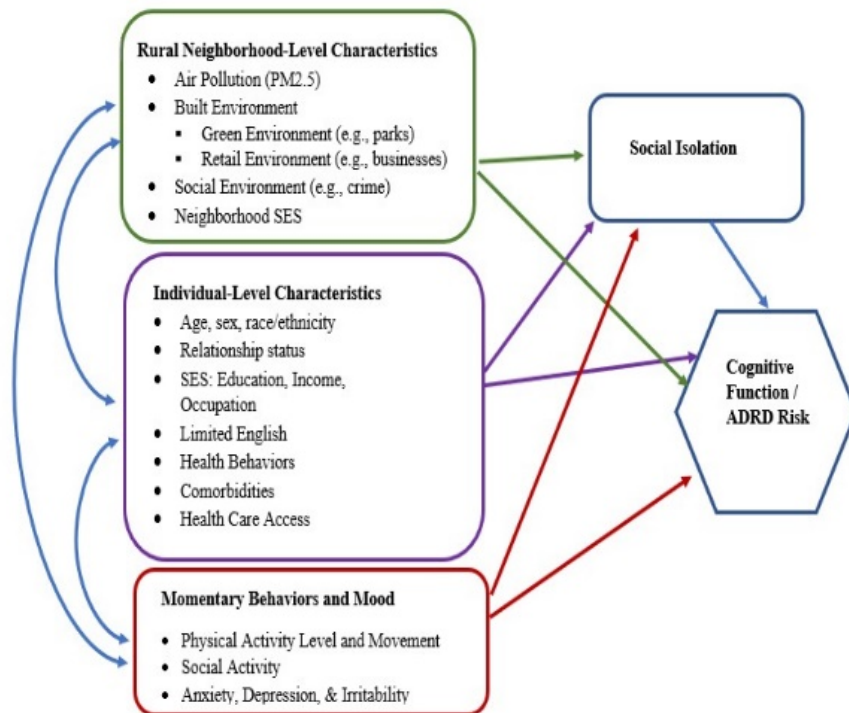 Rural Neighborhood-Level Characteristics
• Air Pollution (PM2.5)
• Built Environment
▪ Green Environment (e.g., parks)
▪ Retail Environment (e.g., businesses)
• Social Environment (e.g., crime)
• Neighborhood SES
Social Isolation
Individual-Level Characteristics
• Age, sex, race/ethnicity
• Relationship status
• SES: Education, Income,
Occupation
• Limited English
• Health Behaviors
• Comorbidities
• Health Care Access
Cognitive
Function /
ADRD Risk
Momentary Behaviors and Mood
• Physical Activity Level and Movement
• Social Activity
• Anxiety, Depression, & Irritability